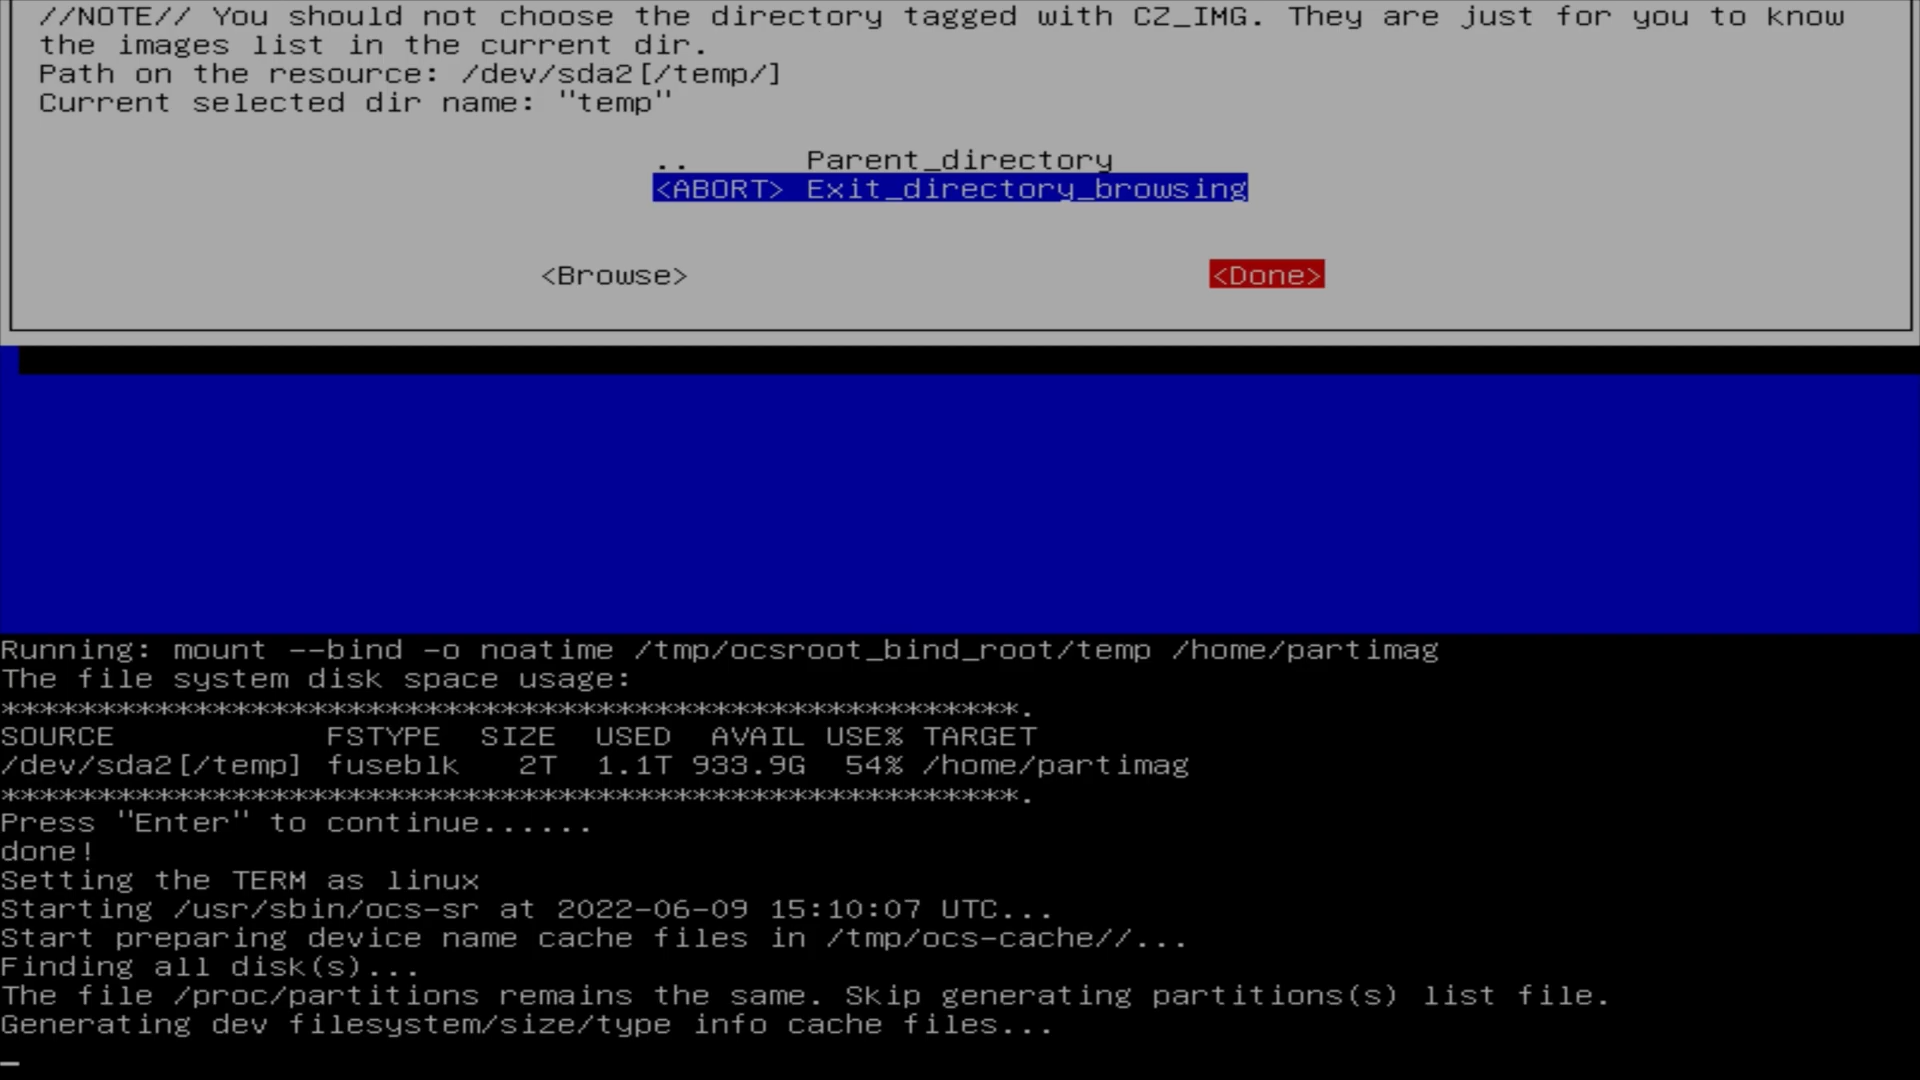 //NOTE// You should not choose the directory tagged with CZ_IMG. They are just for you to know
the images list in the current dir.
Path on the resource: /dev/sda2[/temp/]
Current selected dir name: "temp"
.. Parent_directory
<ABORT> Exit_directory_browsing
<Browse> <Done>
Running: mount --bind -o noatime /tmp/ocsroot_bind_root/temp /home/partimag
The file system disk space usage:
*****************************************************.
SOURCE FSTYPE SIZE USED AVAIL USE% TARGET
/dev/sda2[/temp] fuseblk 2T 1.1T 933.9G 54% /home/partimag
*****************************************************.
Press "Enter" to continue......
done!
Setting the TERM as linux
Starting /usr/sbin/ocs-sr at 2022-06-09 15:10:07 UTC...
Start preparing device name cache files in /tmp/ocs-cache//...
Finding all disk(s)...
The file /proc/partitions remains the same. Skip generating partitions(s) list file.
Generating dev filesystem/size/type info cache files...